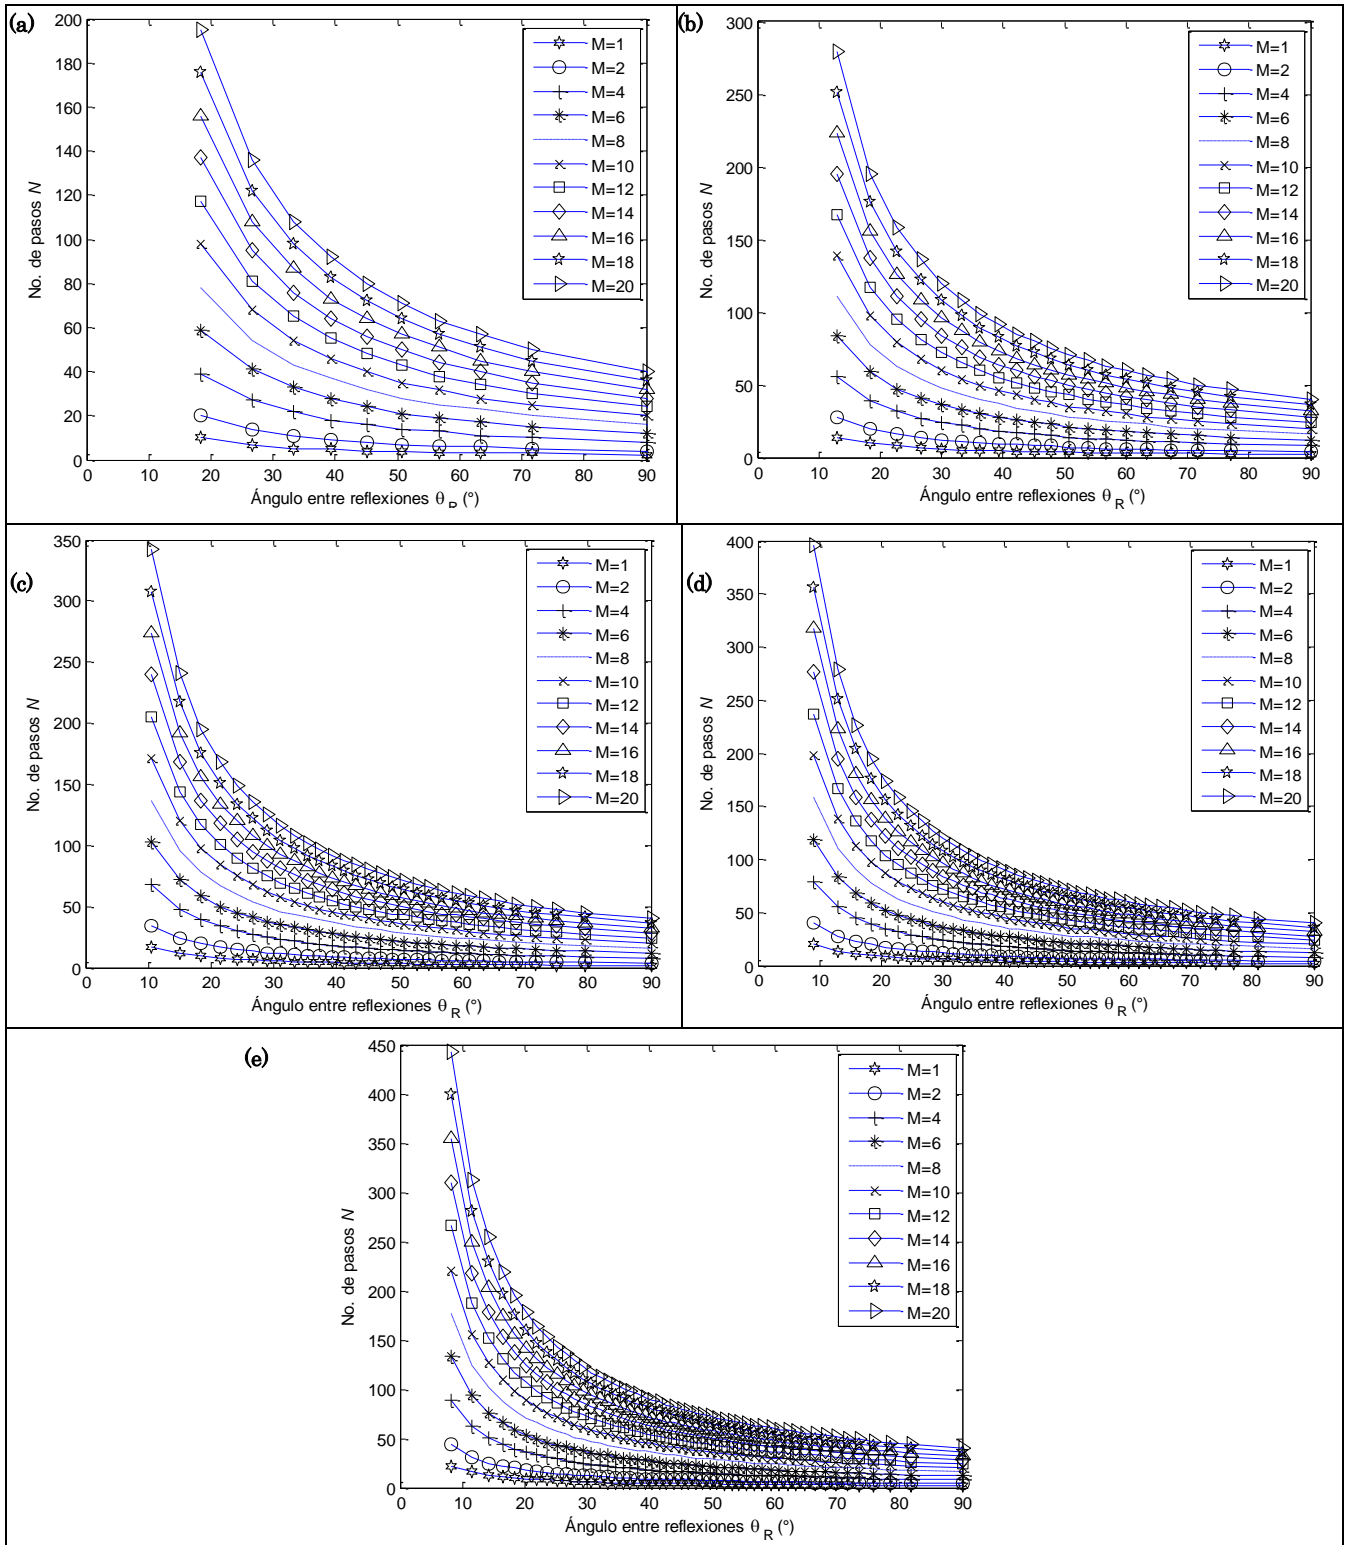 (a)
200
180
160
140
120
100
80
60
40
20
0
No. de pasos N
0 10 20 30 40 50 60 70 80 90
Ángulo entre reflexiones θ R (°)
M=1
M=2
M=4
M=6
M=8
M=10
M=12
M=14
M=16
M=18
M=20
(b)
300
250
200
150
100
50
0
No. de pasos N
0 10 20 30 40 50 60 70 80 90
Ángulo entre reflexiones θ R (°)
M=1
M=2
M=4
M=6
M=8
M=10
M=12
M=14
M=16
M=18
M=20
(c)
350
300
250
200
150
100
50
0
No. de pasos N
0 10 20 30 40 50 60 70 80 90
Ángulo entre reflexiones θ R (°)
M=1
M=2
M=4
M=6
M=8
M=10
M=12
M=14
M=16
M=18
M=20
(d)
400
350
300
250
200
150
100
50
0
No. de pasos N
0 10 20 30 40 50 60 70 80 90
Ángulo entre reflexiones θ R (°)
M=1
M=2
M=4
M=6
M=8
M=10
M=12
M=14
M=16
M=18
M=20
(e)
450
400
350
300
250
200
150
100
50
0
No. de pasos N
0 10 20 30 40 50 60 70 80 90
Ángulo entre reflexiones θ R (°)
M=1
M=2
M=4
M=6
M=8
M=10
M=12
M=14
M=16
M=18
M=20